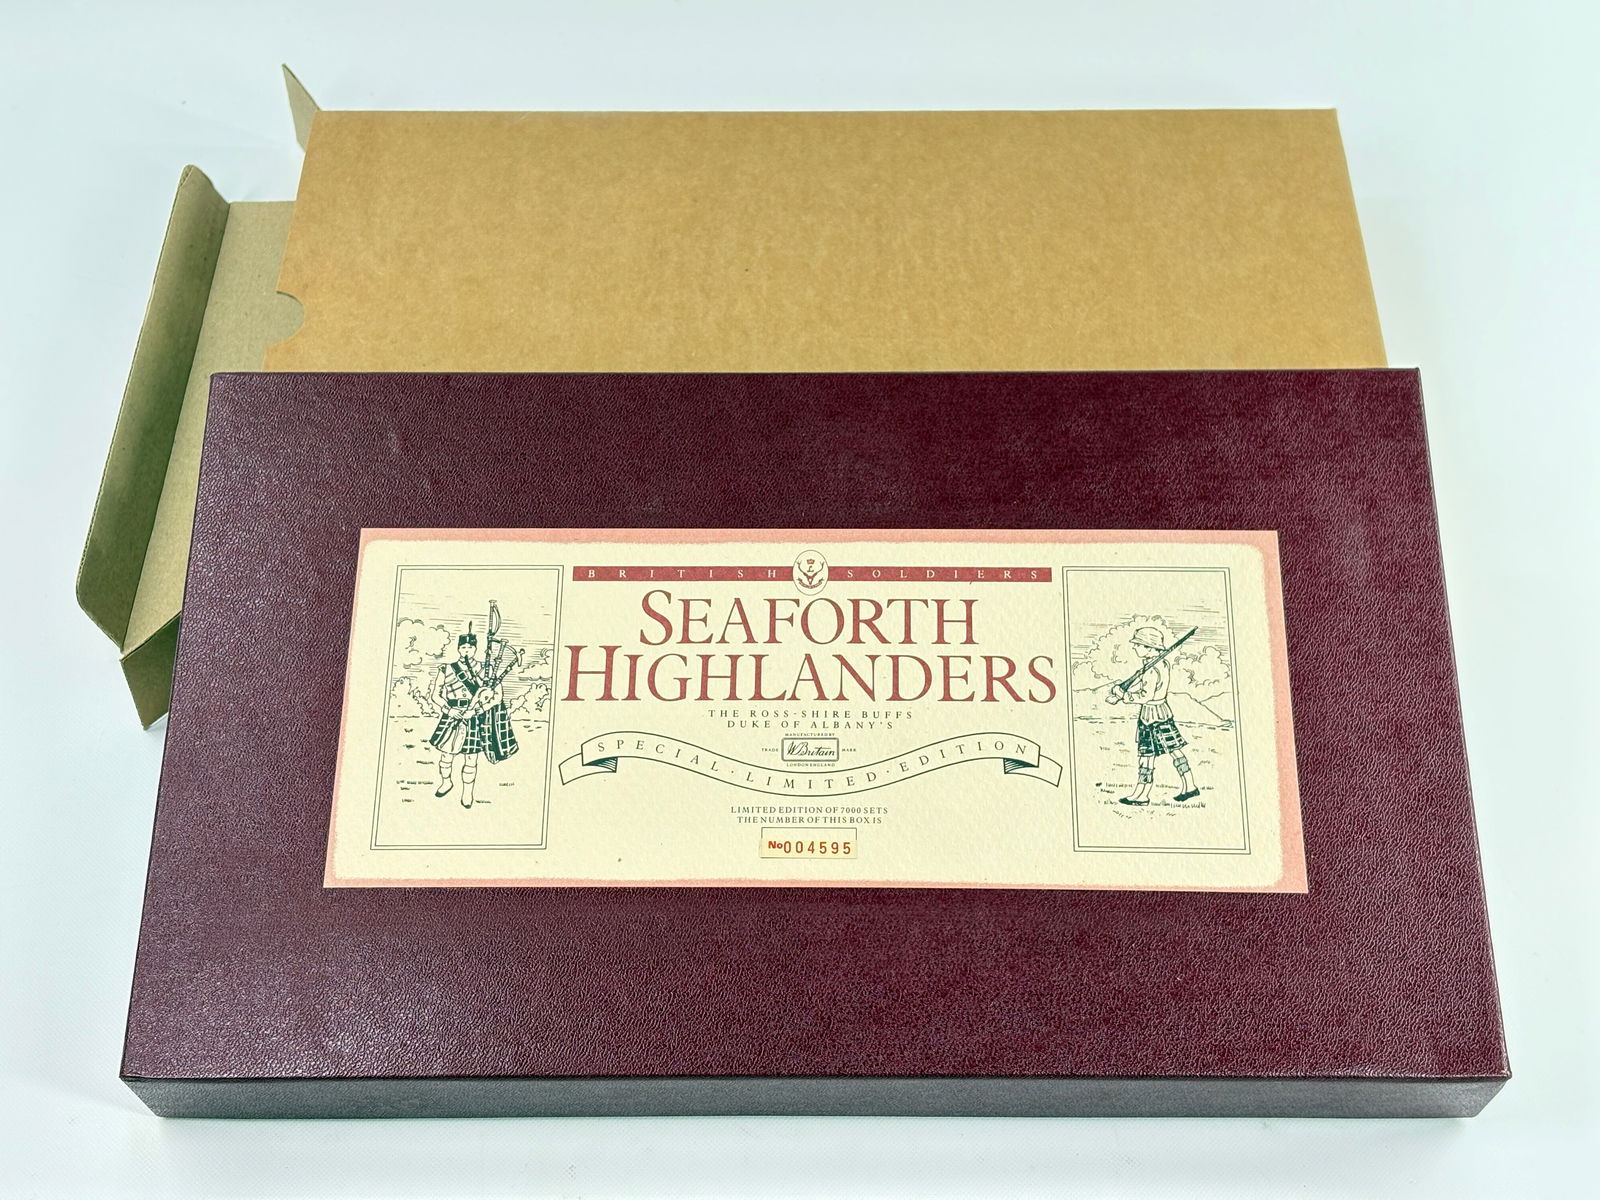 BRITISH SOLDIERS
SEAFORTH
HIGHLANDERS
THE ROSS-SHIRE BUFFS
DUKE OF ALBANY'S
MANUFACTURED BY
TRADE W.Britain MARK
LONDON ENGLAND
SPECIAL · LIMITED · EDITION
LIMITED EDITION OF 7000 SETS
THE NUMBER OF THIS BOX IS
No004595